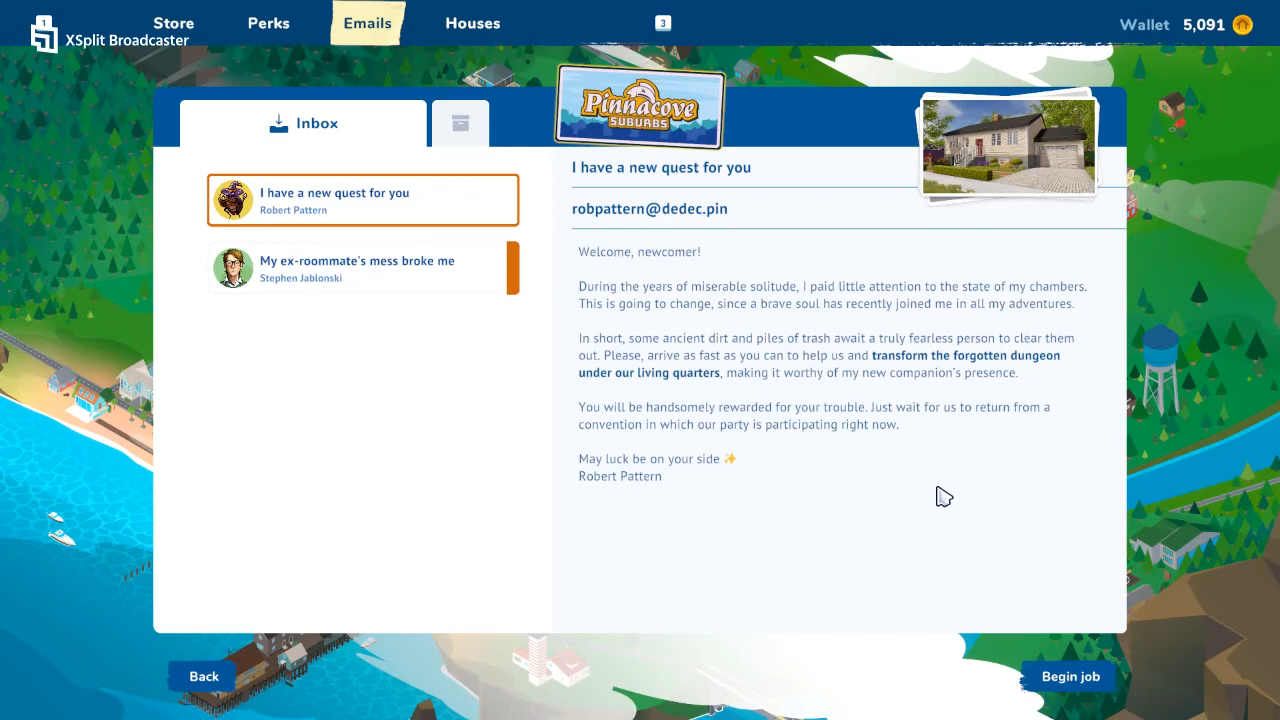 1
XSplit Broadcaster
Store
Perks
Emails
Houses
3
Wallet 5,091
Inbox
Pinnacove
SUBURBS
I have a new quest for you
Robert Pattern
My ex-roommate's mess broke me
Stephen Jablonski
I have a new quest for you
robpattern@dedec.pin
Welcome, newcomer!
During the years of miserable solitude, I paid little attention to the state of my chambers.
This is going to change, since a brave soul has recently joined me in all my adventures.
In short, some ancient dirt and piles of trash await a truly fearless person to clear them
out. Please, arrive as fast as you can to help us and transform the forgotten dungeon
under our living quarters, making it worthy of my new companion's presence.
You will be handsomely rewarded for your trouble. Just wait for us to return from a
convention in which our party is participating right now.
May luck be on your side ✨
Robert Pattern
Back
Begin job